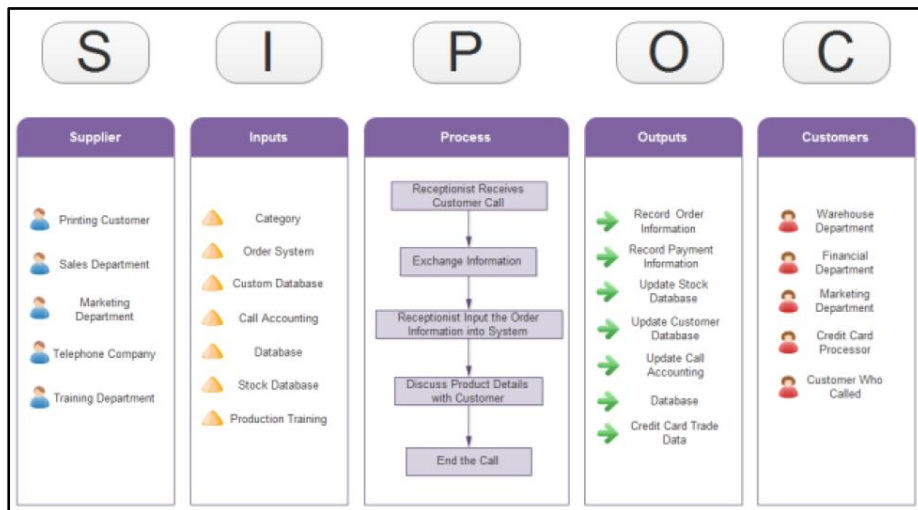 S
I
P
O
C
Supplier
Printing Customer
Sales Department
Marketing
Department
Telephone Company
Training Department
Inputs
Category
Order System
Custom Database
Call Accounting
Database
Stock Database
Production Training
Process
Receptionist Receives
Customer Call
Exchange Information
Receptionist Input the Order
Information into System
Discuss Product Details
with Customer
End the Call
Outputs
Record Order
Information
Record Payment
Information
Update Stock
Database
Update Customer
Database
Update Call
Accounting
Database
Credit Card Trade
Data
Customers
Warehouse
Department
Financial
Department
Marketing
Department
Credit Card
Processor
Customer Who
Called